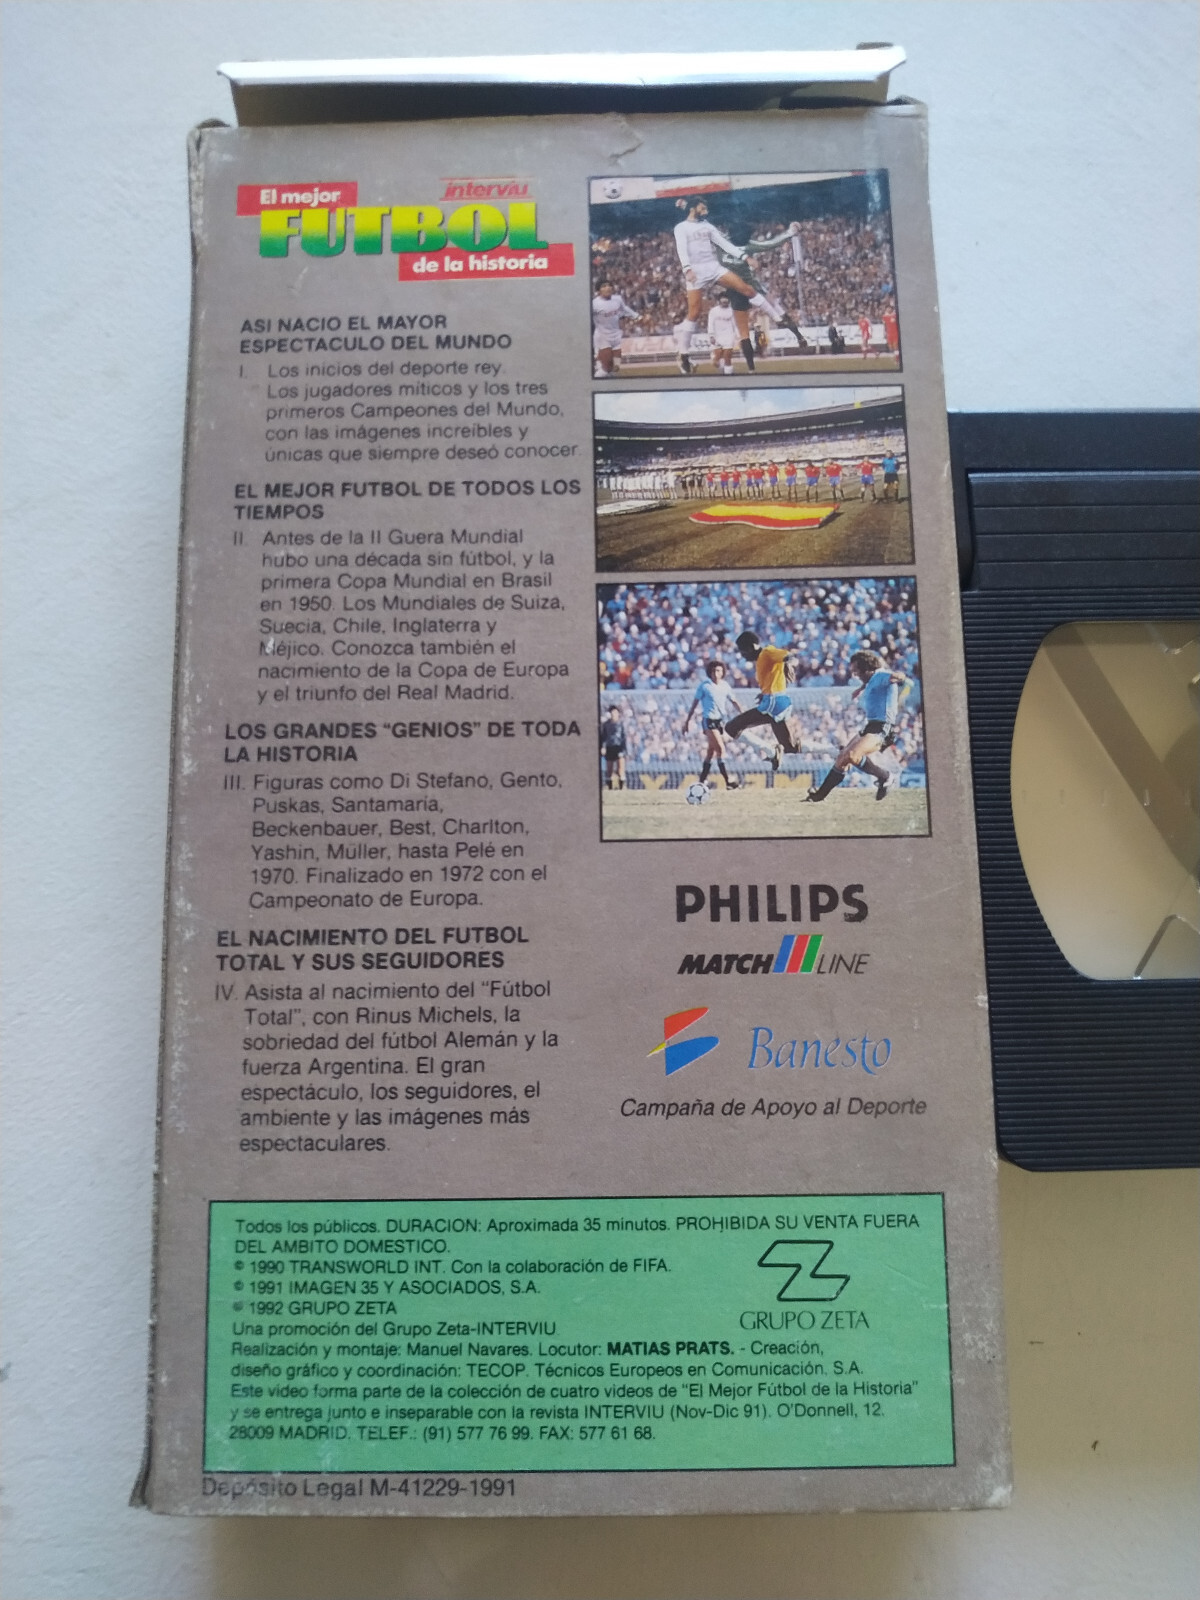 El mejor
interviu
FUTBOL
de la historia
ASI NACIO EL MAYOR
ESPECTACULO DEL MUNDO
I. Los inicios del deporte rey.
Los jugadores míticos y los tres
primeros Campeones del Mundo,
con las imágenes increíbles y
únicas que siempre deseó conocer.
EL MEJOR FUTBOL DE TODOS LOS
TIEMPOS
II. Antes de la II Guera Mundial
hubo una década sin fútbol, y la
primera Copa Mundial en Brasil
en 1950. Los Mundiales de Suiza,
Suecia, Chile, Inglaterra y
Méjico. Conozca también el
nacimiento de la Copa de Europa
y el triunfo del Real Madrid.
LOS GRANDES "GENIOS" DE TODA
LA HISTORIA
III. Figuras como Di Stefano, Gento,
Puskas, Santamaría,
Beckenbauer, Best, Charlton,
Yashin, Müller, hasta Pelé en
1970. Finalizado en 1972 con el
Campeonato de Europa.
EL NACIMIENTO DEL FUTBOL
TOTAL Y SUS SEGUIDORES
IV. Asista al nacimiento del "Fútbol
Total", con Rinus Michels, la
sobriedad del fútbol Alemán y la
fuerza Argentina. El gran
espectáculo, los seguidores, el
ambiente y las imágenes más
espectaculares.
PHILIPS
MATCH LINE
Banesto
Campaña de Apoyo al Deporte
Todos los públicos. DURACION: Aproximada 35 minutos. PROHIBIDA SU VENTA FUERA
DEL AMBITO DOMESTICO.
© 1990 TRANSWORLD INT. Con la colaboración de FIFA.
© 1991 IMAGEN 35 Y ASOCIADOS, S.A.
© 1992 GRUPO ZETA
GRUPO ZETA
Una promoción del Grupo Zeta-INTERVIU
Realización y montaje: Manuel Navares. Locutor: MATIAS PRATS. - Creación,
diseño gráfico y coordinación: TECOP. Técnicos Europeos en Comunicación. S.A.
Este video forma parte de la colección de cuatro videos de "El Mejor Fútbol de la Historia"
y se entrega junto e inseparable con la revista INTERVIU (Nov-Dic 91). O'Donnell, 12.
28009 MADRID. TELEF.: (91) 577 76 99. FAX: 577 61 68.
Depósito Legal M-41229-1991